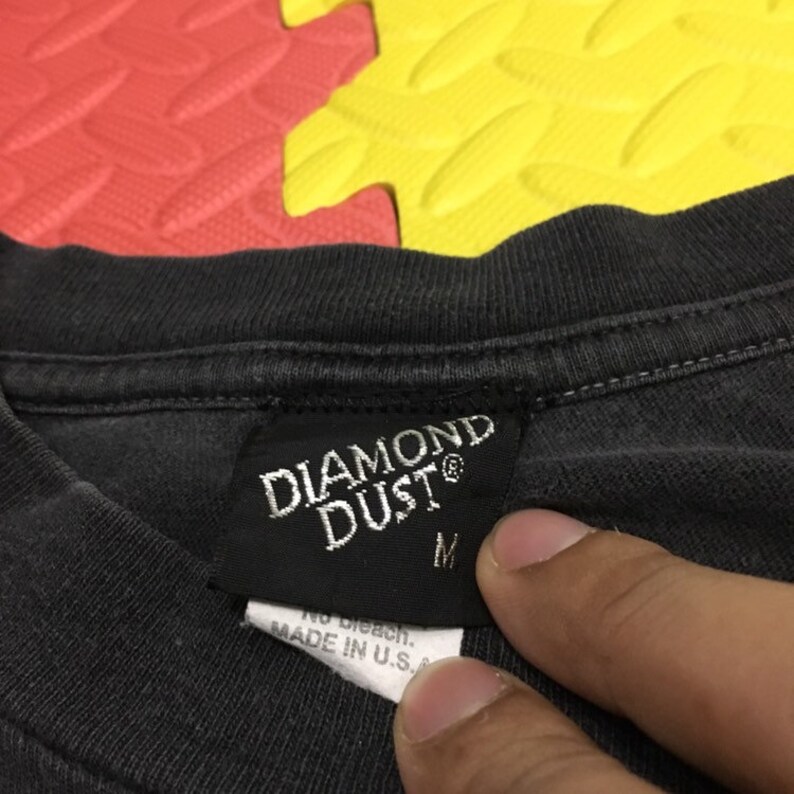 DIAMOND
DUST®
M
No bleach.
MADE IN U.S.A